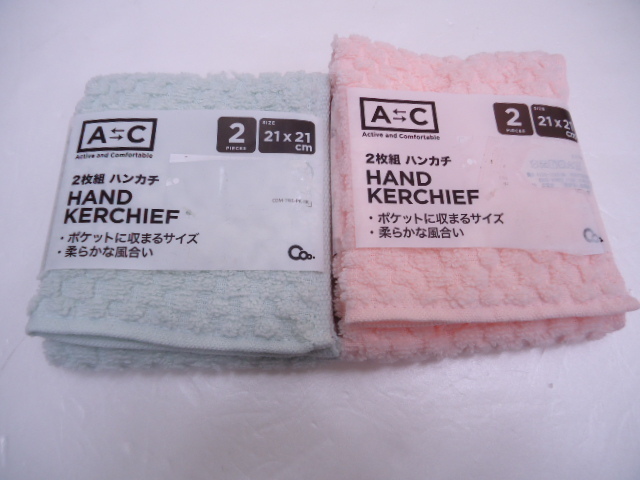 A⇆C
Active and Comfortable
2
PIECES
SIZE
21 x 21
cm
2枚組 ハンカチ
HAND
KERCHIEF
・ポケットに収まるサイズ
・柔らかな風合い
Coo.
A⇆C
Active and Comfortable
2
PIECES
SIZE
21 x 21
cm
2枚組 ハンカチ
HAND
KERCHIEF
・ポケットに収まるサイズ
・柔らかな風合い